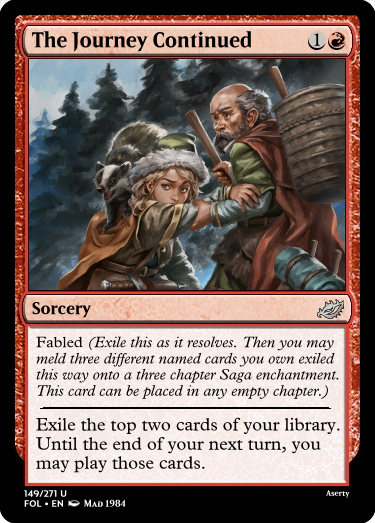 The Journey Continued 1
Sorcery
Fabled (Exile this as it resolves. Then you may
meld three different named cards you own exiled
this way onto a three chapter Saga enchantment.
This card can be placed in any empty chapter.)
Exile the top two cards of your library.
Until the end of your next turn, you
may play those cards.
149/271 U
FOL • EN MAD 1984
Aserty